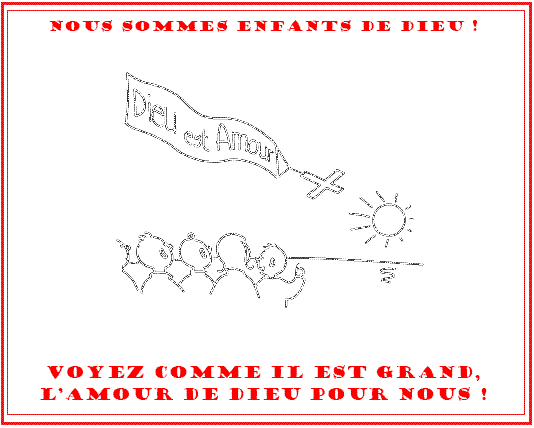 NOUS SOMMES ENFANTS DE DIEU !
Dieu est Amour
VOYEZ COMME IL EST GRAND,
L'AMOUR DE DIEU POUR NOUS !